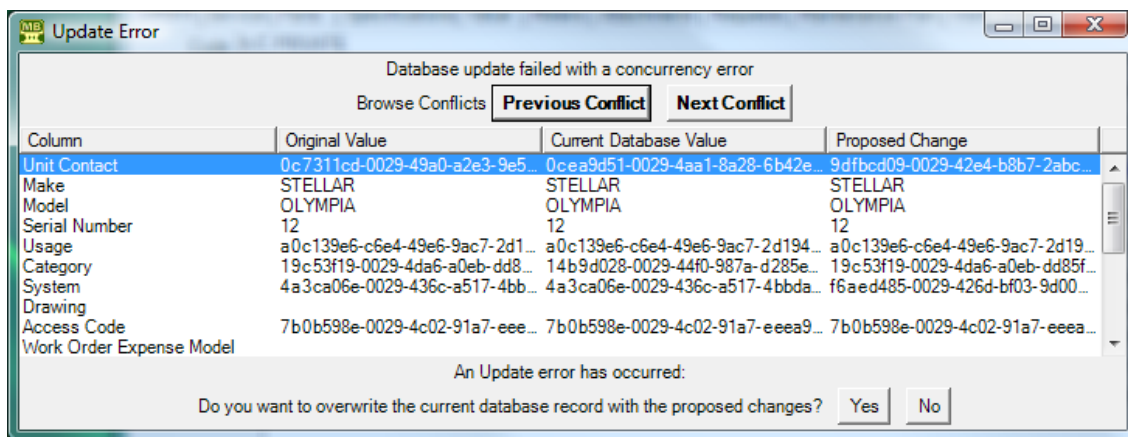 MB
Update Error
Database update failed with a concurrency error
Browse Conflicts Previous Conflict Next Conflict
Column Original Value Current Database Value Proposed Change
Unit Contact 0c7311cd-0029-49a0-a2e3-9e5... 0cea9d51-0029-4aa1-8a28-6b42e... 9dfbcd09-0029-42e4-b8b7-2abc...
Make STELLAR STELLAR STELLAR
Model OLYMPIA OLYMPIA OLYMPIA
Serial Number 12 12 12
Usage a0c139e6-c6e4-49e6-9ac7-2d1... a0c139e6-c6e4-49e6-9ac7-2d194... a0c139e6-c6e4-49e6-9ac7-2d19...
Category 19c53f19-0029-4da6-a0eb-dd8... 14b9d028-0029-44f0-987a-d285e... 19c53f19-0029-4da6-a0eb-dd85f...
System 4a3ca06e-0029-436c-a517-4bb... 4a3ca06e-0029-436c-a517-4bbda... f6aed485-0029-426d-bf03-9d00...
Drawing
Access Code 7b0b598e-0029-4c02-91a7-eee... 7b0b598e-0029-4c02-91a7-eeea9... 7b0b598e-0029-4c02-91a7-eeea...
Work Order Expense Model
An Update error has occurred:
Do you want to overwrite the current database record with the proposed changes? Yes No